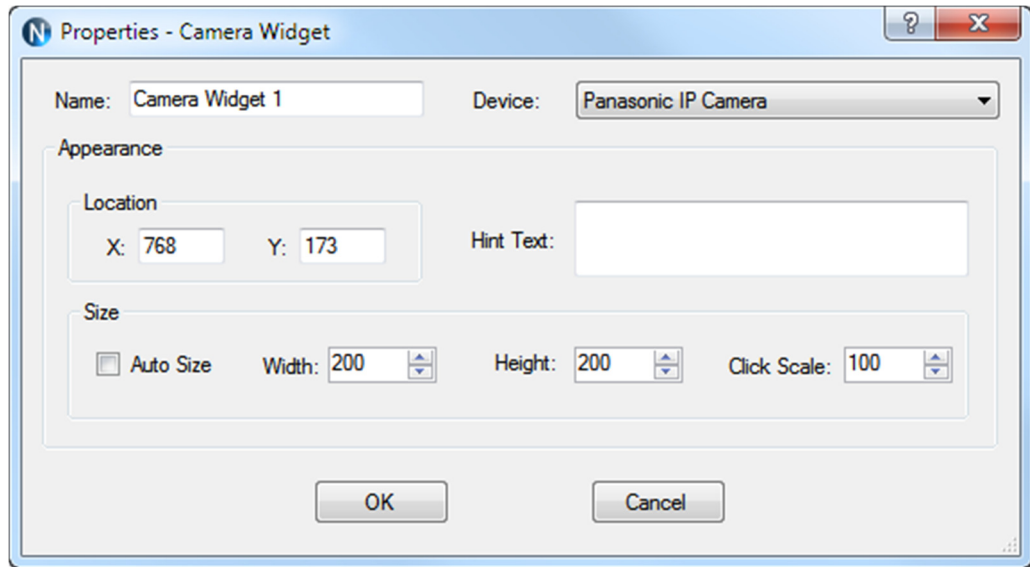 N Properties - Camera Widget ? X
Name: Camera Widget 1 Device: Panasonic IP Camera
Appearance
Location
X: 768 Y: 173 Hint Text:
Size
Auto Size Width: 200 Height: 200 Click Scale: 100
OK Cancel